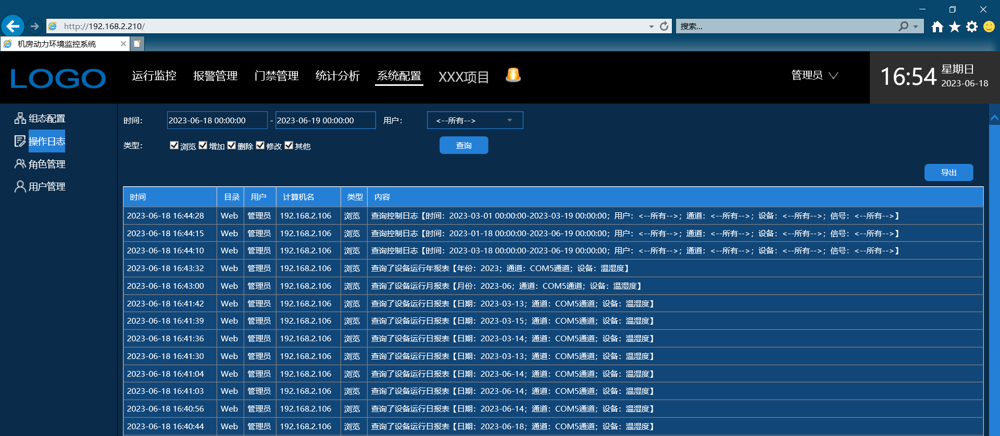 http://192.168.2.210/
搜索...
机房动力环境监控系统
LOGO 运行监控 报警管理 门禁管理 统计分析 系统配置 XXX项目 管理员 16:54 星期日
2023-06-18
组态配置
操作日志
角色管理
用户管理
时间： 2023-06-18 00:00:00 - 2023-06-19 00:00:00 用户： <--所有-->
类型： 浏览 增加 删除 修改 其他 查询
导出
时间 目录 用户 计算机名 类型 内容
2023-06-18 16:44:28 Web 管理员 192.168.2.106 浏览 查询控制日志【时间：2023-03-01 00:00:00-2023-03-19 00:00:00；用户：<--所有-->；通道：<--所有-->；设备：<--所有-->；信号：<--所有-->】
2023-06-18 16:44:15 Web 管理员 192.168.2.106 浏览 查询控制日志【时间：2023-01-18 00:00:00-2023-06-19 00:00:00；用户：<--所有-->；通道：<--所有-->；设备：<--所有-->；信号：<--所有-->】
2023-06-18 16:44:10 Web 管理员 192.168.2.106 浏览 查询控制日志【时间：2023-03-18 00:00:00-2023-06-19 00:00:00；用户：<--所有-->；通道：<--所有-->；设备：<--所有-->；信号：<--所有-->】
2023-06-18 16:43:32 Web 管理员 192.168.2.106 浏览 查询了设备运行年报表【年份：2023；通道：COM5通道；设备：温湿度】
2023-06-18 16:43:00 Web 管理员 192.168.2.106 浏览 查询了设备运行月报表【月份：2023-06；通道：COM5通道；设备：温湿度】
2023-06-18 16:41:42 Web 管理员 192.168.2.106 浏览 查询了设备运行日报表【日期：2023-03-13；通道：COM5通道；设备：温湿度】
2023-06-18 16:41:39 Web 管理员 192.168.2.106 浏览 查询了设备运行日报表【日期：2023-03-15；通道：COM5通道；设备：温湿度】
2023-06-18 16:41:36 Web 管理员 192.168.2.106 浏览 查询了设备运行日报表【日期：2023-03-14；通道：COM5通道；设备：温湿度】
2023-06-18 16:41:30 Web 管理员 192.168.2.106 浏览 查询了设备运行日报表【日期：2023-03-13；通道：COM5通道；设备：温湿度】
2023-06-18 16:41:04 Web 管理员 192.168.2.106 浏览 查询了设备运行日报表【日期：2023-06-14；通道：COM5通道；设备：温湿度】
2023-06-18 16:41:03 Web 管理员 192.168.2.106 浏览 查询了设备运行日报表【日期：2023-06-14；通道：COM5通道；设备：温湿度】
2023-06-18 16:40:56 Web 管理员 192.168.2.106 浏览 查询了设备运行日报表【日期：2023-06-14；通道：COM5通道；设备：温湿度】
2023-06-18 16:40:44 Web 管理员 192.168.2.106 浏览 查询了设备运行日报表【日期：2023-06-18；通道：COM5通道；设备：温湿度】